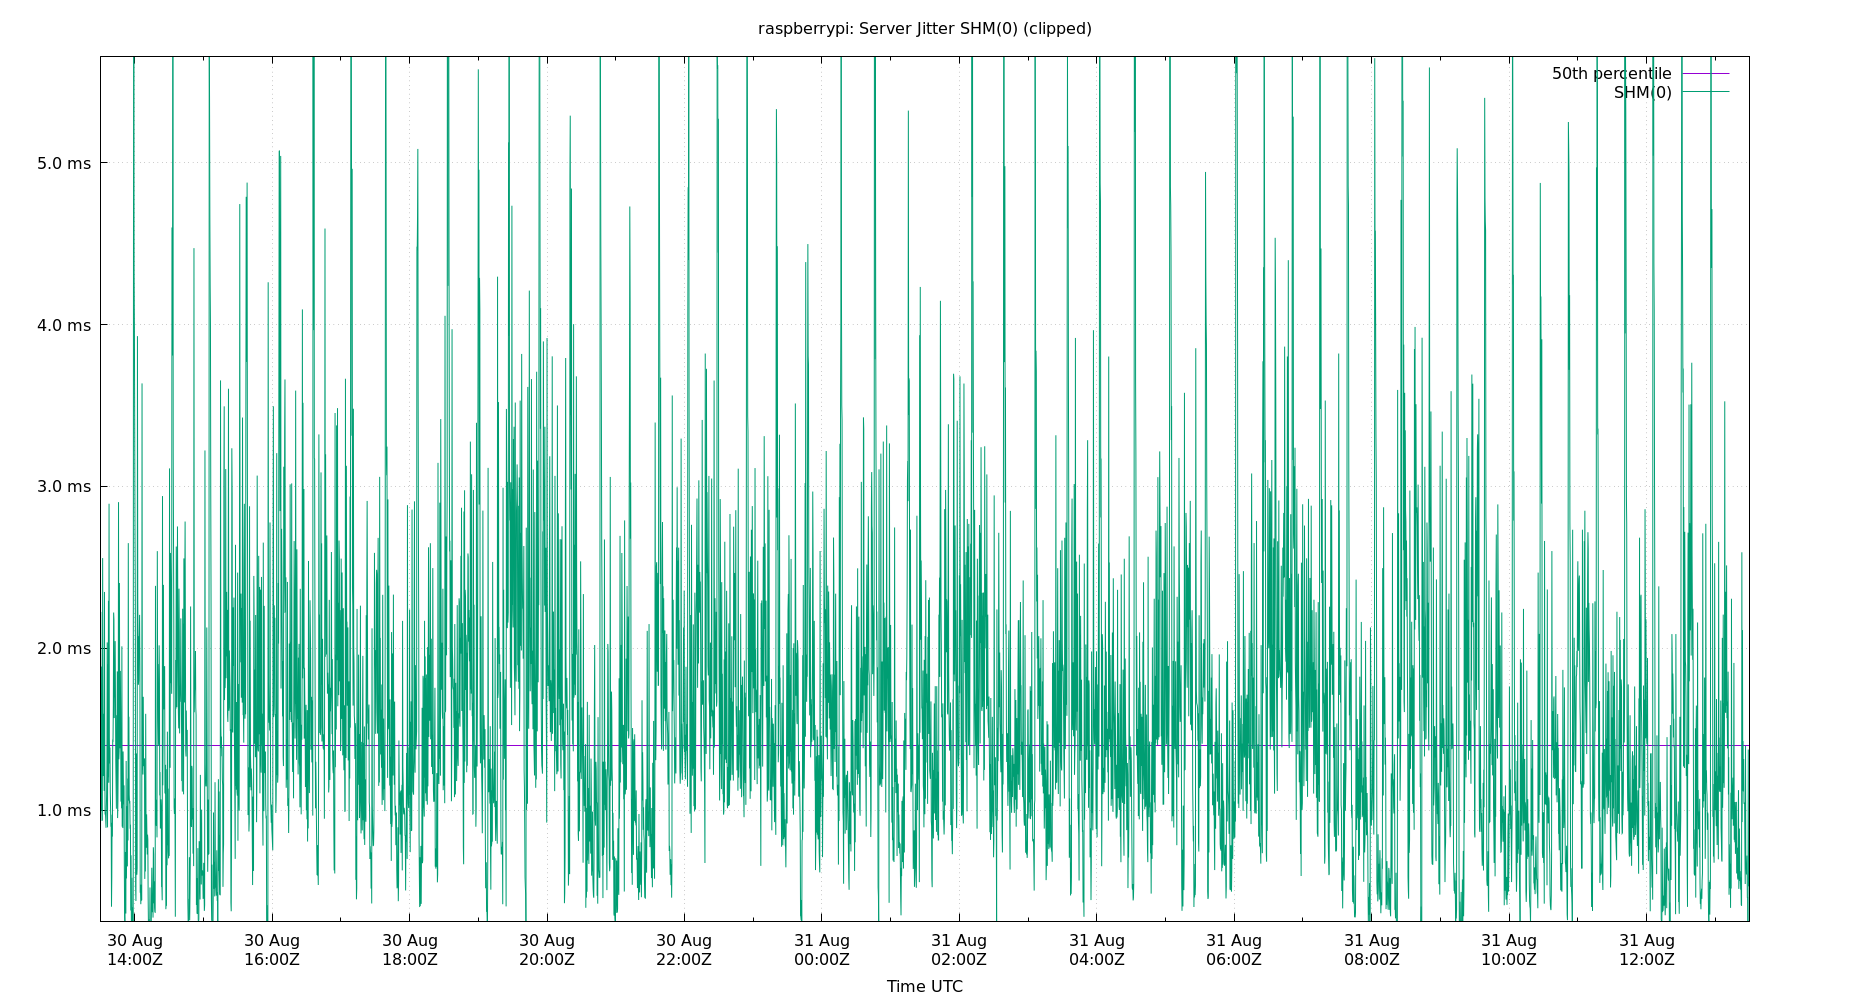 raspberrypi: Server Jitter SHM(0) (clipped)
50th percentile
SHM(0)
5.0 ms
4.0 ms
3.0 ms
2.0 ms
1.0 ms
30 Aug 30 Aug 30 Aug 30 Aug 30 Aug 31 Aug 31 Aug 31 Aug 31 Aug 31 Aug 31 Aug 31 Aug
14:00Z 16:00Z 18:00Z 20:00Z 22:00Z 00:00Z 02:00Z 04:00Z 06:00Z 08:00Z 10:00Z 12:00Z
Time UTC